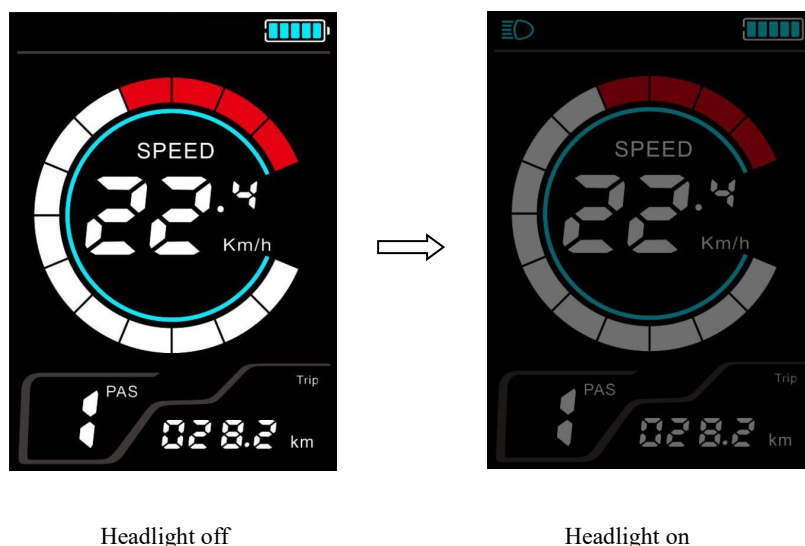 SPEED
22.4
Km/h
PAS
1
Trip
028.2 km
SPEED
22.4
Km/h
PAS
1
Trip
028.2 km
Headlight off
Headlight on